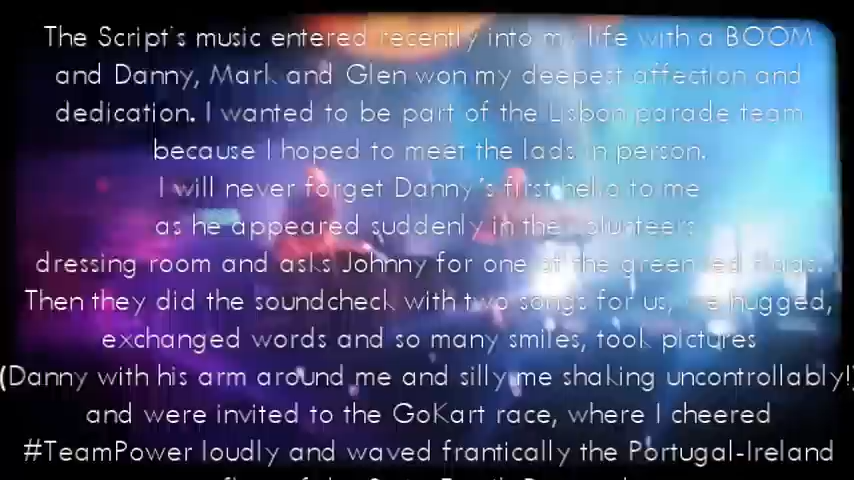 The Script's music entered recently into my life with a BOOM
and Danny, Mark and Glen won my deepest affection and
dedication. I wanted to be part of the Lisbon parade team
because I hoped to meet the lads in person.
I will never forget Danny's first hello to me
as he appeared suddenly in the volunteers
dressing room and asks Johnny for one of the green/red flags.
Then they did the soundcheck with two songs for us, we hugged,
exchanged words and so many smiles, took pictures
(Danny with his arm around me and silly me shaking uncontrollably!)
and were invited to the GoKart race, where I cheered
#TeamPower loudly and waved frantically the Portugal-Ireland